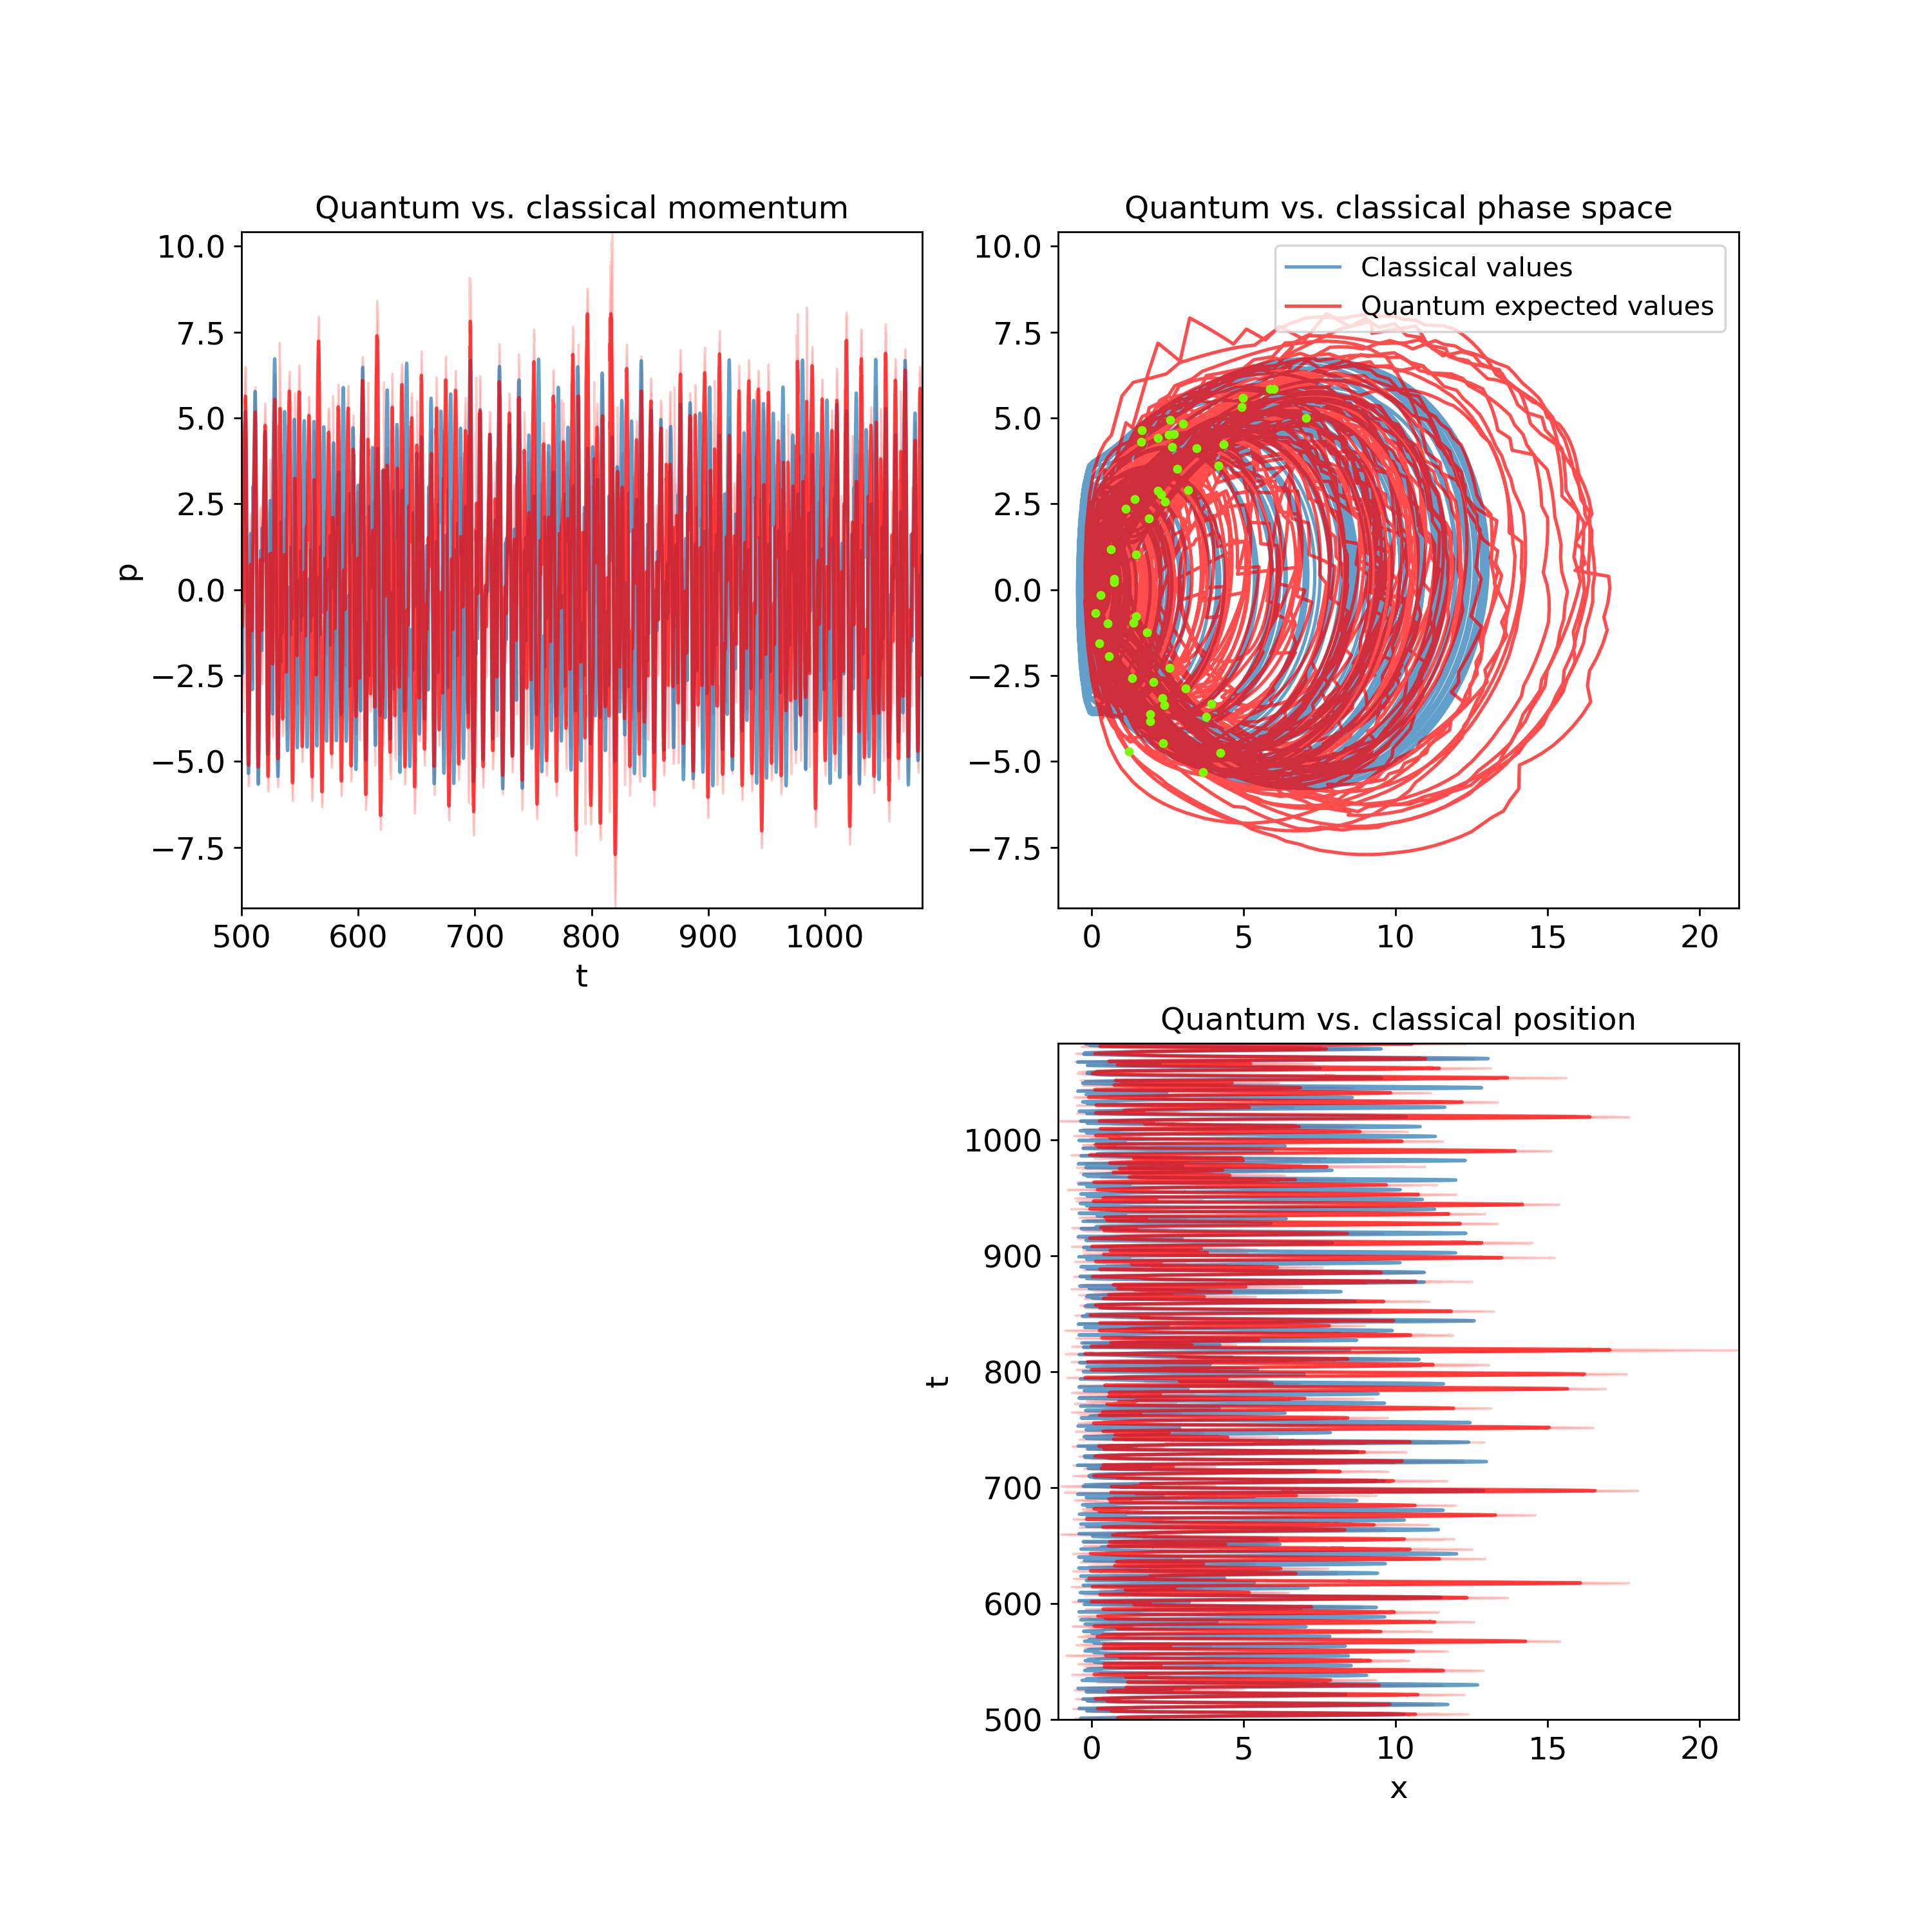 Quantum vs. classical momentum
10.0
7.5
5.0
2.5
0.0
−2.5
−5.0
−7.5
p
500 600 700 800 900 1000
t
Quantum vs. classical phase space
Classical values
Quantum expected values
10.0
7.5
5.0
2.5
0.0
−2.5
−5.0
−7.5
0 5 10 15 20
Quantum vs. classical position
1000
900
800
700
600
500
t
0 5 10 15 20
x